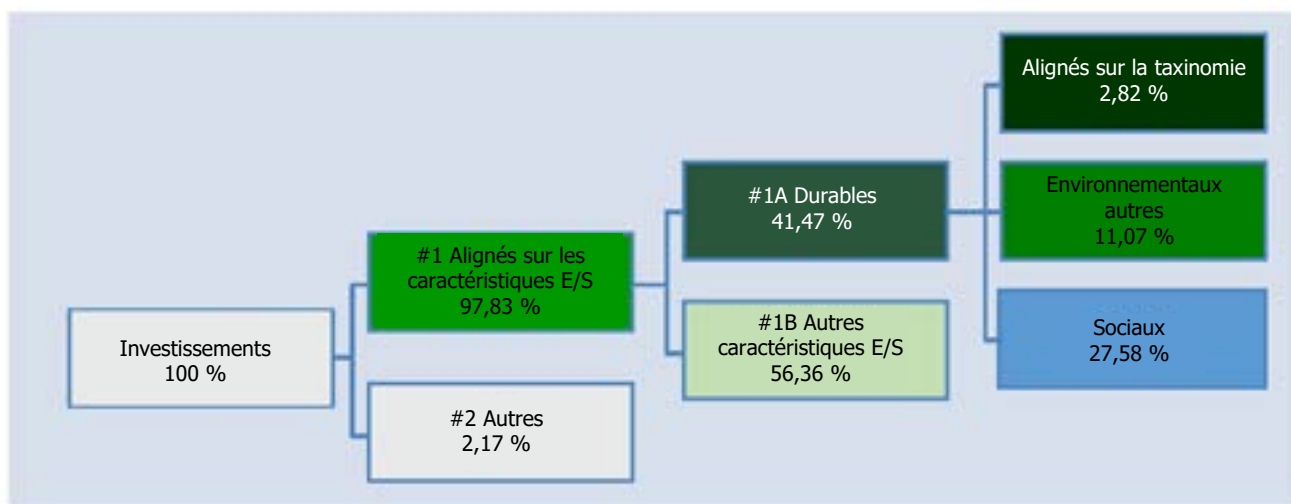 Investissements
100 %
#1 Alignés sur les
caractéristiques E/S
97,83 %
#2 Autres
2,17 %
#1A Durables
41,47 %
#1B Autres
caractéristiques E/S
56,36 %
Alignés sur la taxinomie
2,82 %
Environnementaux
autres
11,07 %
Sociaux
27,58 %